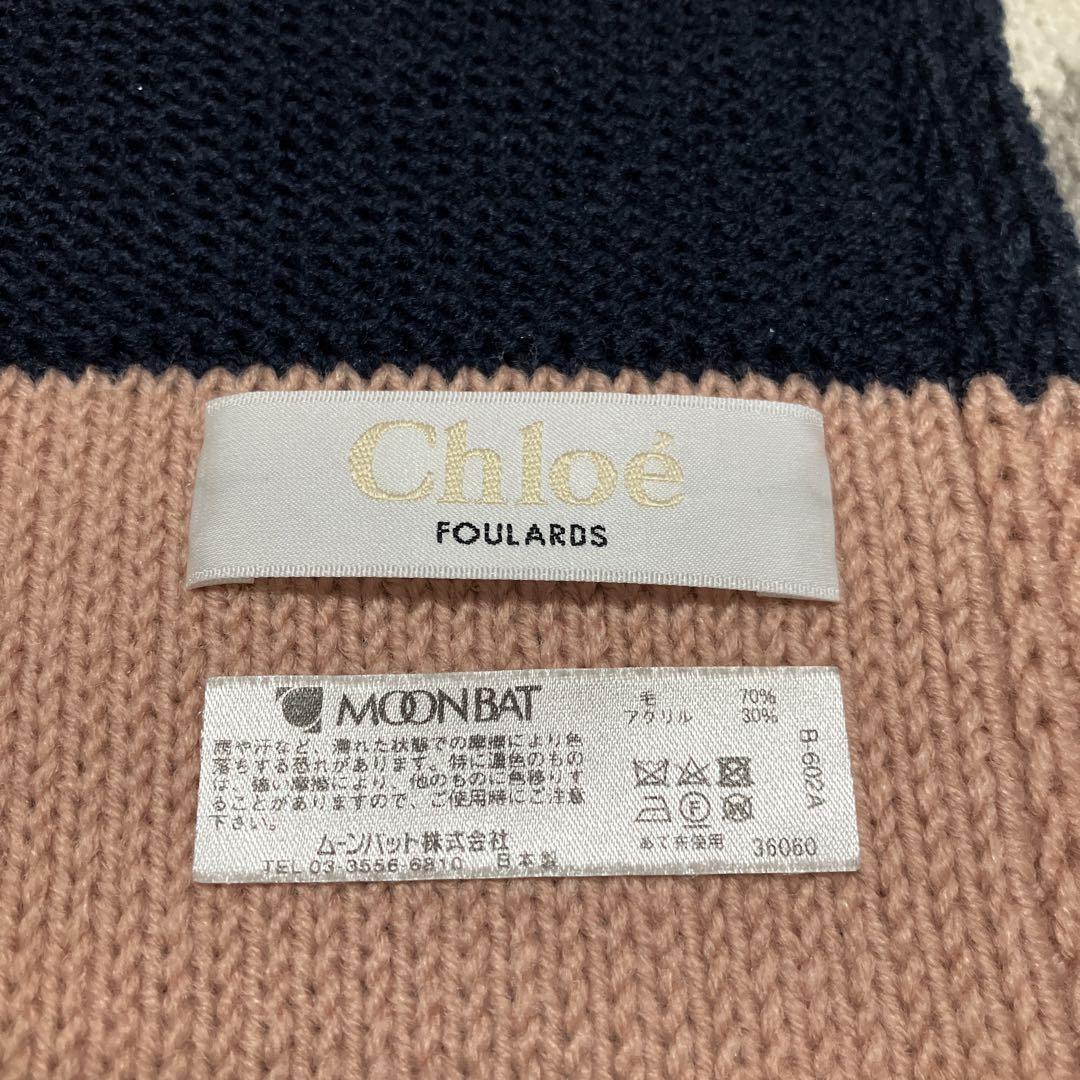 Chloé
FOULARDS
MOONBAT
毛 70%
アクリル 30%
雨や汗など、濡れた状態での摩擦により色
落ちする恐れがあります。特に濃色のもの
は、強い摩擦により、他のものに色移りす
ることがありますので、ご使用時にご注意
下さい。
ムーンバット株式会社
TEL 03-3556-6810 日本製
F
あて布使用
36060
B-602A